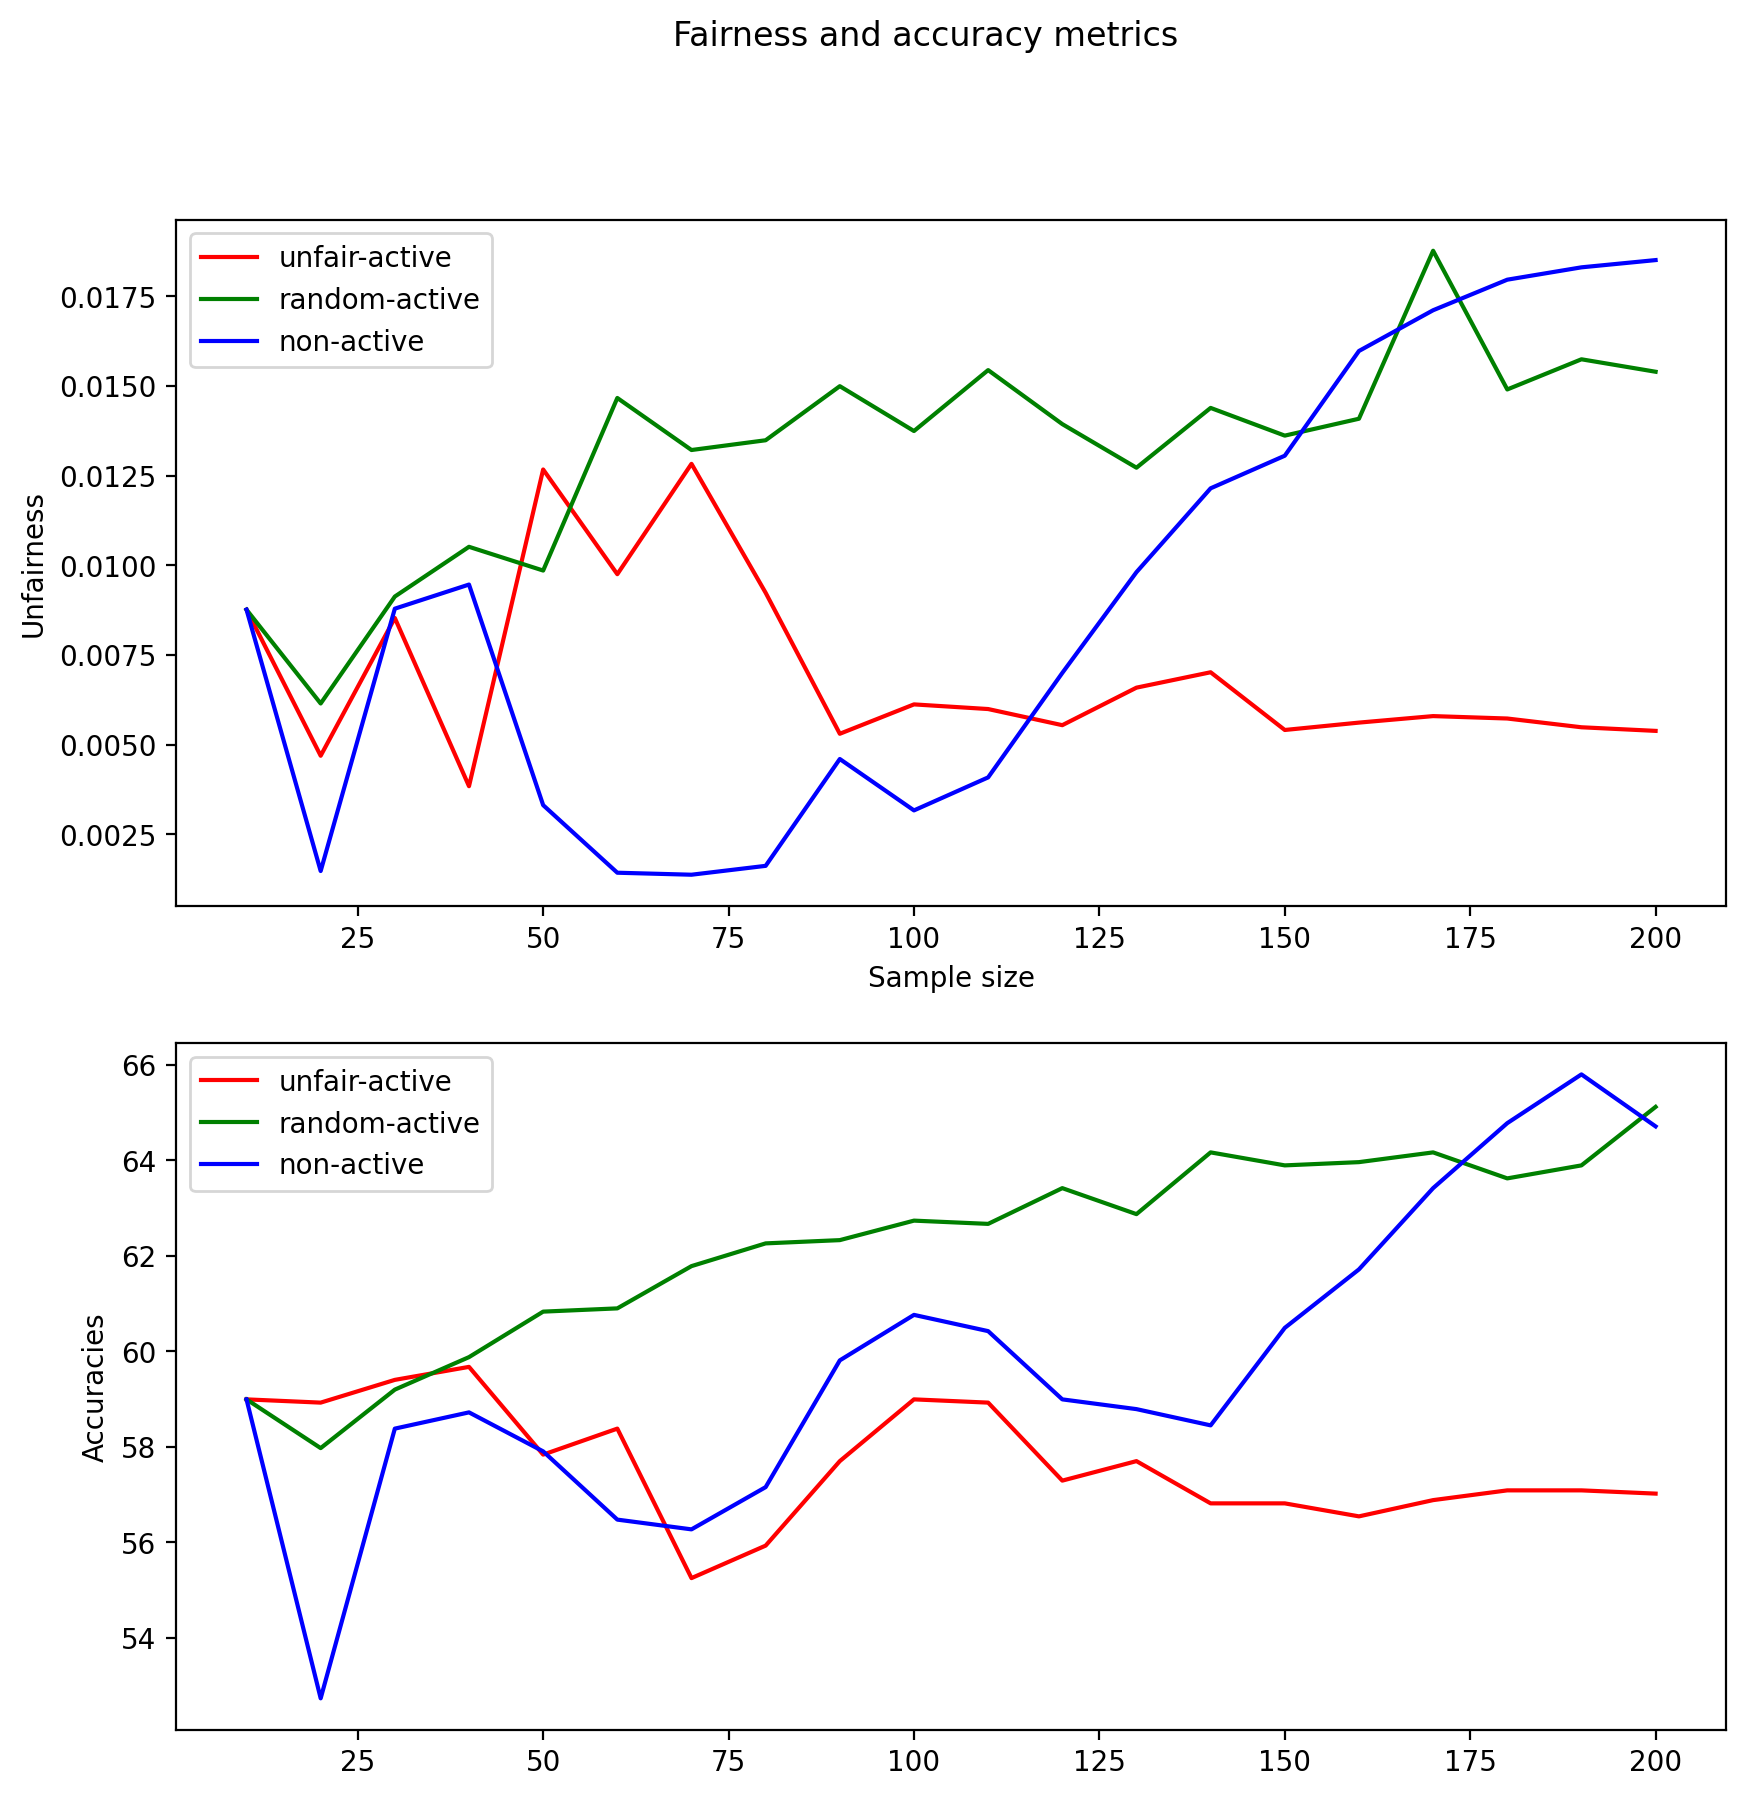 Fairness and accuracy metrics
unfair-active
random-active
non-active
0.0175
0.0150
0.0125
0.0100
0.0075
0.0050
0.0025
Unfairness
25 50 75 100 125 150 175 200
Sample size
unfair-active
random-active
non-active
66
64
62
60
58
56
54
Accuracies
25 50 75 100 125 150 175 200